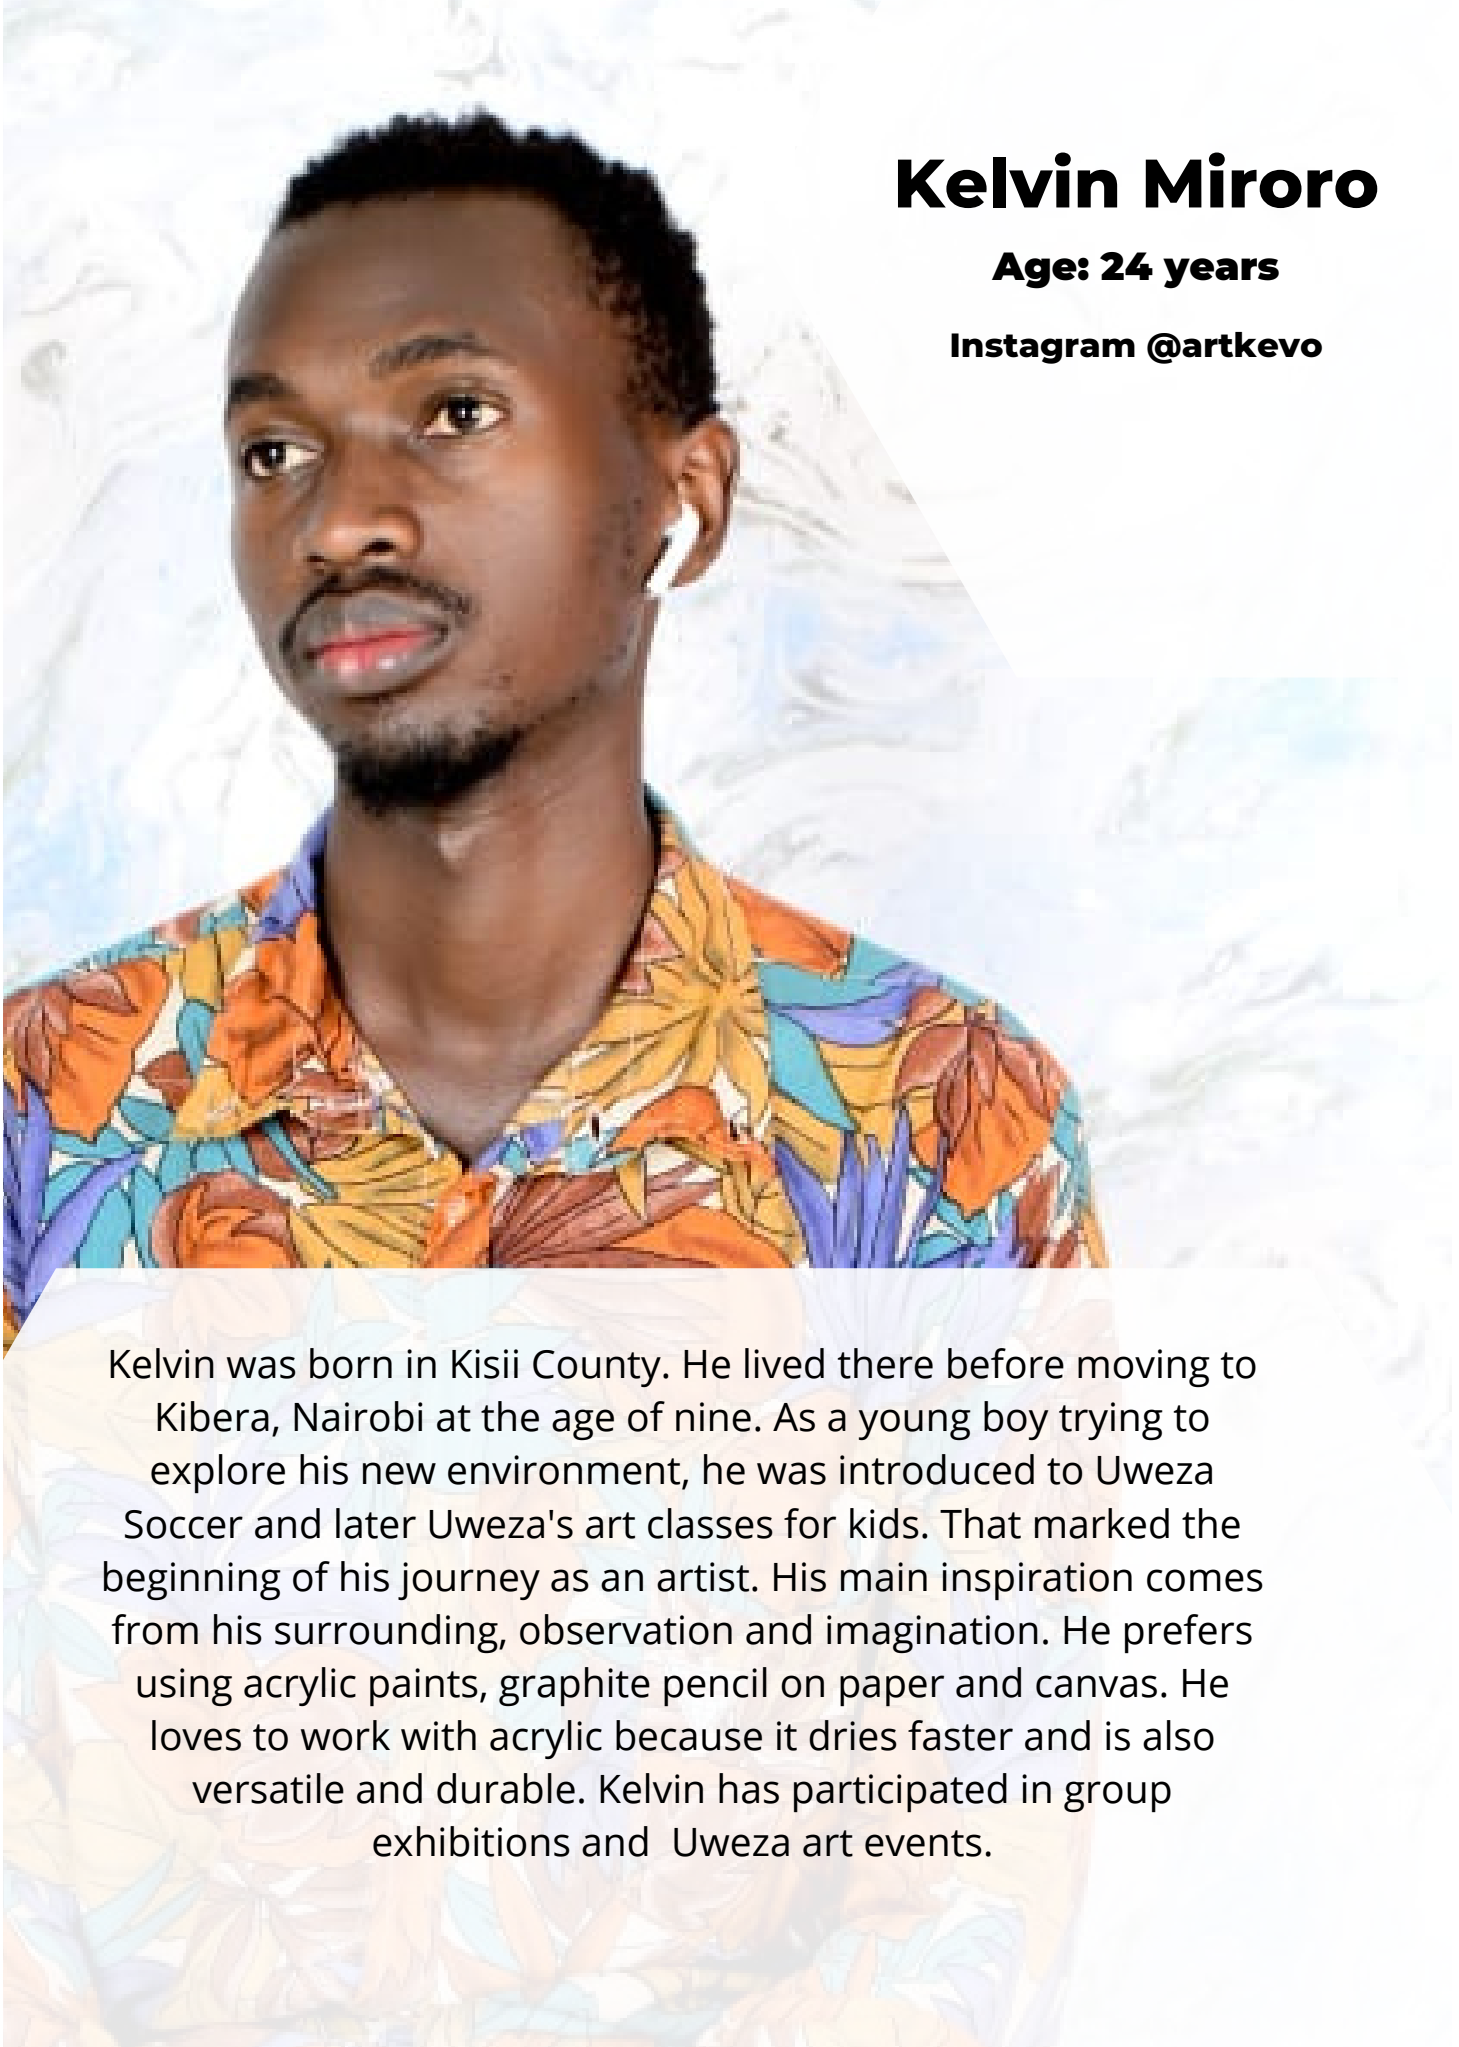 Kelvin Miroro
Age: 24 years
Instagram @artkevo
Kelvin was born in Kisii County. He lived there before moving to
Kibera, Nairobi at the age of nine. As a young boy trying to
explore his new environment, he was introduced to Uweza
Soccer and later Uweza's art classes for kids. That marked the
beginning of his journey as an artist. His main inspiration comes
from his surrounding, observation and imagination. He prefers
using acrylic paints, graphite pencil on paper and canvas. He
loves to work with acrylic because it dries faster and is also
versatile and durable. Kelvin has participated in group
exhibitions and  Uweza art events.